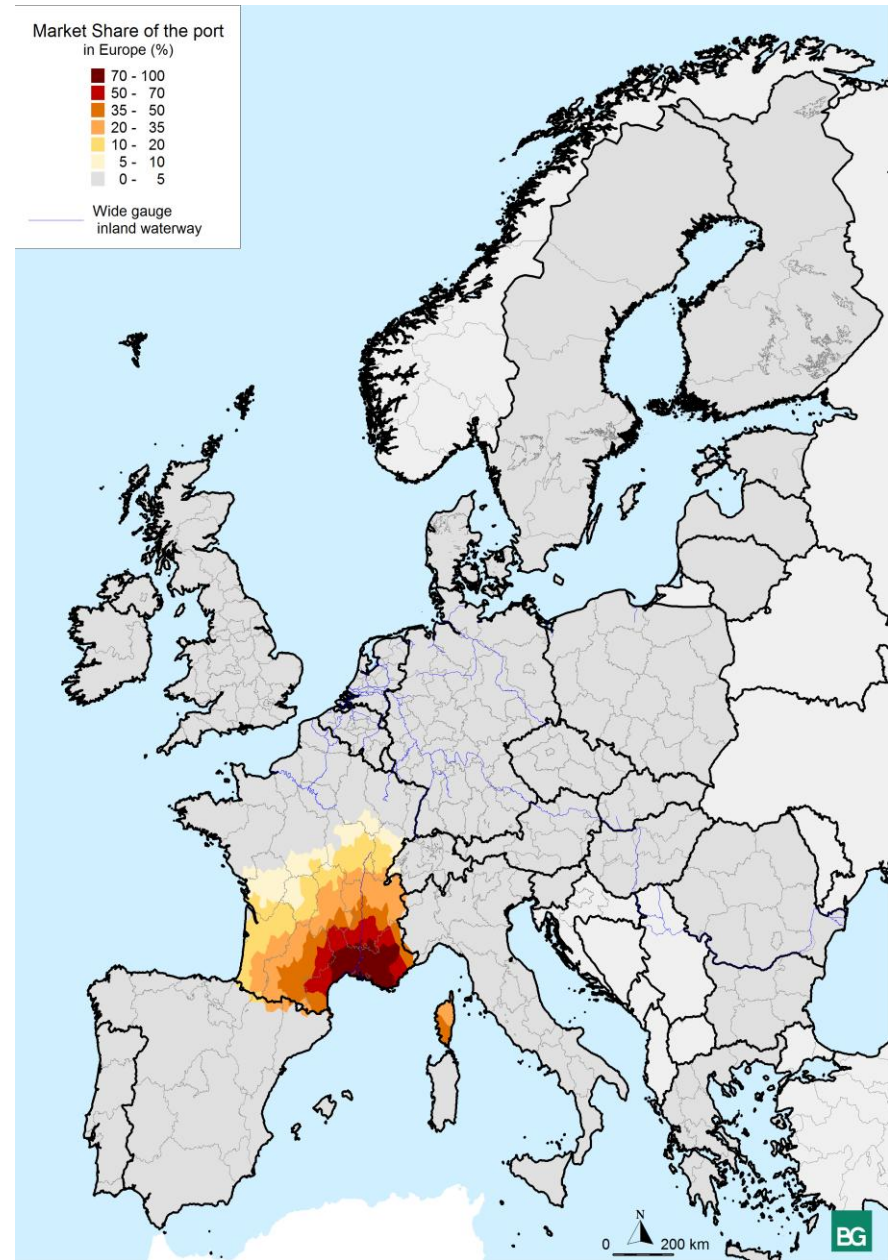 Market Share of the port
in Europe (%)
70 - 100
50 - 70
35 - 50
20 - 35
10 - 20
5 - 10
0 - 5
Wide gauge
inland waterway
N
0 200 km
BG